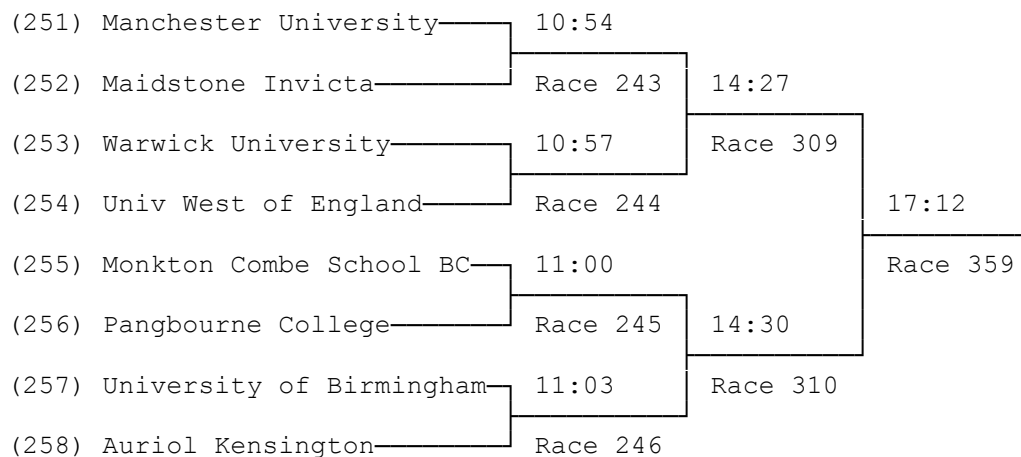 (251) Manchester University 10:54
(252) Maidstone Invicta Race 243 14:27
(253) Warwick University 10:57 Race 309
(254) Univ West of England Race 244 17:12
(255) Monkton Combe School BC 11:00 Race 359
(256) Pangbourne College Race 245 14:30
(257) University of Birmingham 11:03 Race 310
(258) Auriol Kensington Race 246